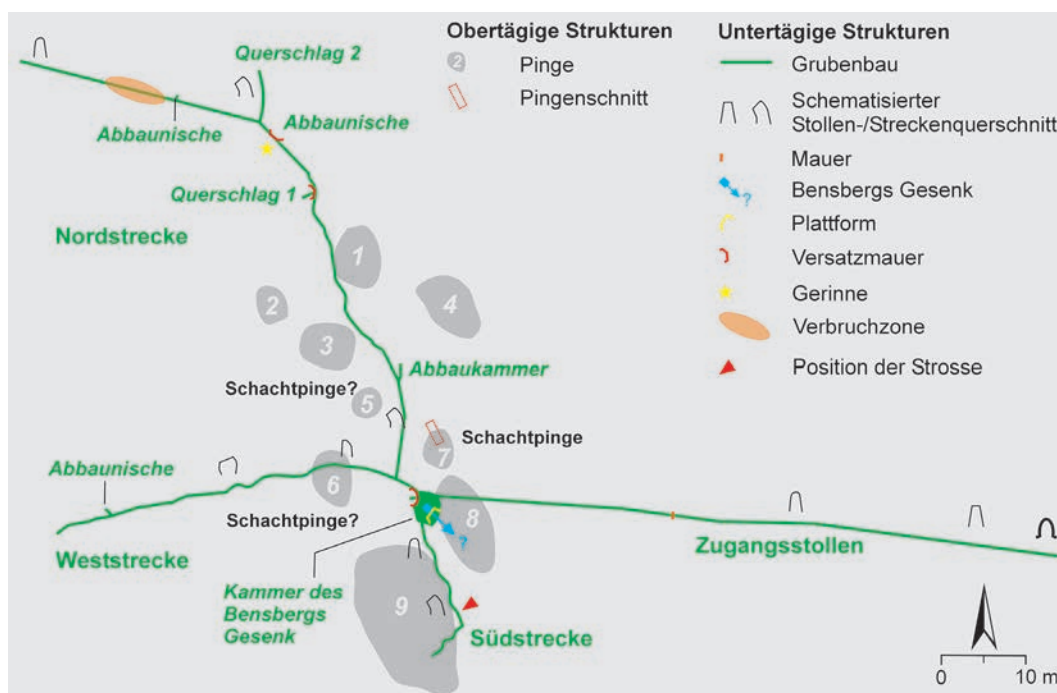 Obertägige Strukturen
2
Pinge
Pingenschnitt
Untertägige Strukturen
Grubenbau
Schematisierter
Stollen-/Streckenquerschnitt
Mauer
?
Bensbergs Gesenk
Plattform
Versatzmauer
Gerinne
Verbruchzone
Position der Strosse
Querschlag 2
Abbaunische
Abbaunische
Querschlag 1
Nordstrecke
1
2
4
3
Abbaukammer
Schachtpinge?
5
Schachtpinge
7
Abbaunische
6
Schachtpinge?
8
?
Weststrecke
Zugangsstollen
Kammer des
Bensbergs
Gesenk
9
Südstrecke
0 10 m